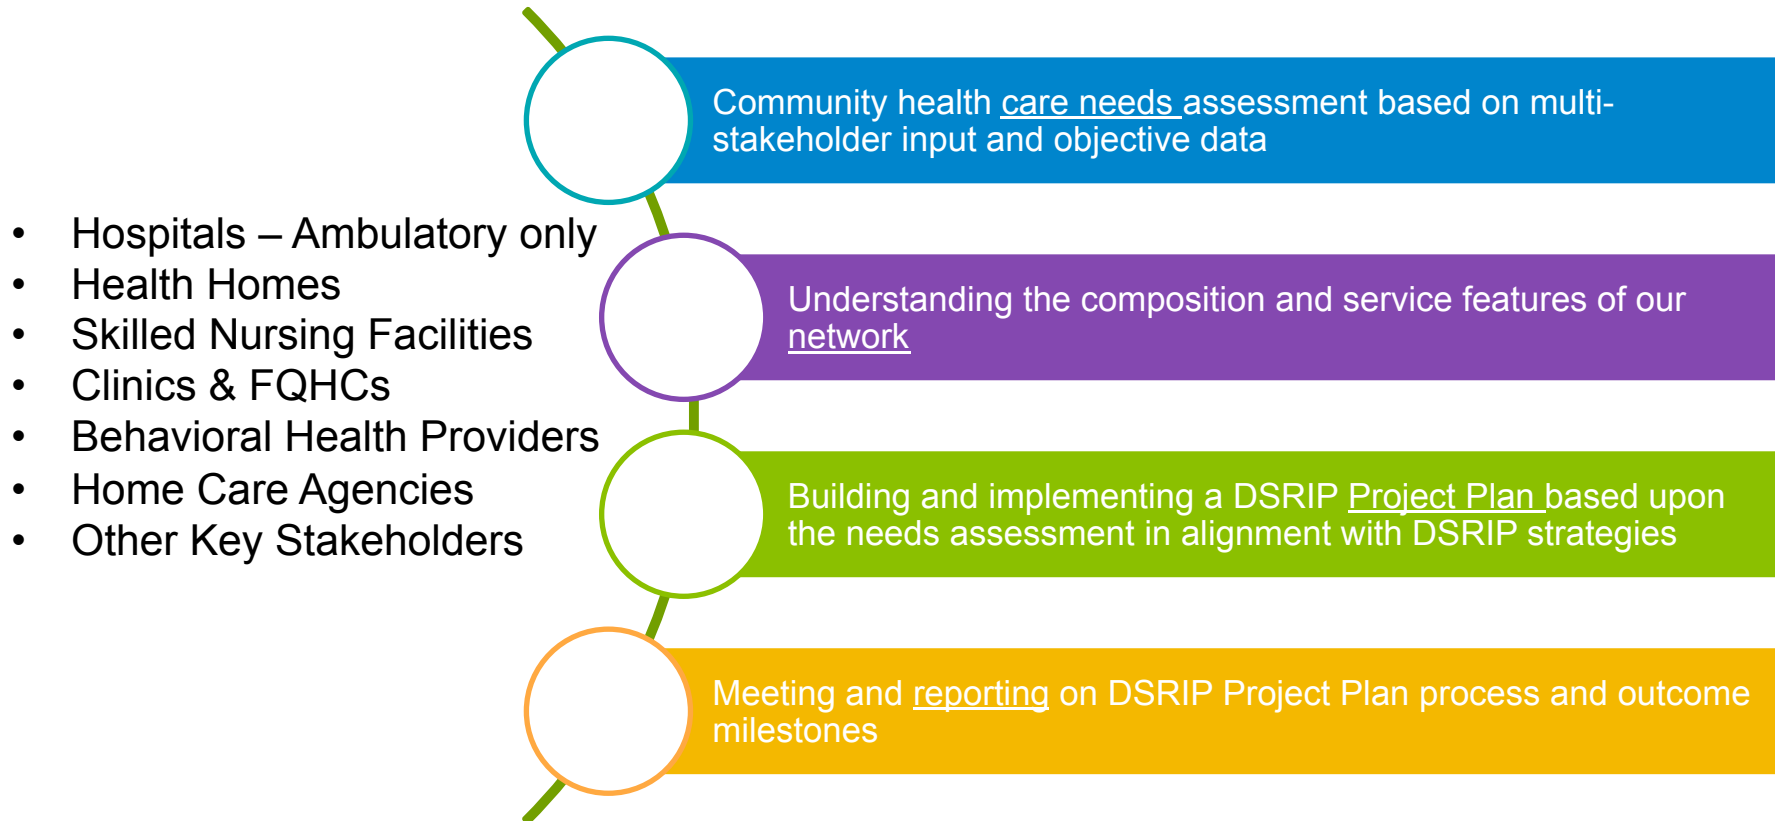 • Hospitals – Ambulatory only
• Health Homes
• Skilled Nursing Facilities
• Clinics & FQHCs
• Behavioral Health Providers
• Home Care Agencies
• Other Key Stakeholders
Community health care needs assessment based on multi-
stakeholder input and objective data
Understanding the composition and service features of our
network
Building and implementing a DSRIP Project Plan based upon
the needs assessment in alignment with DSRIP strategies
Meeting and reporting on DSRIP Project Plan process and outcome
milestones